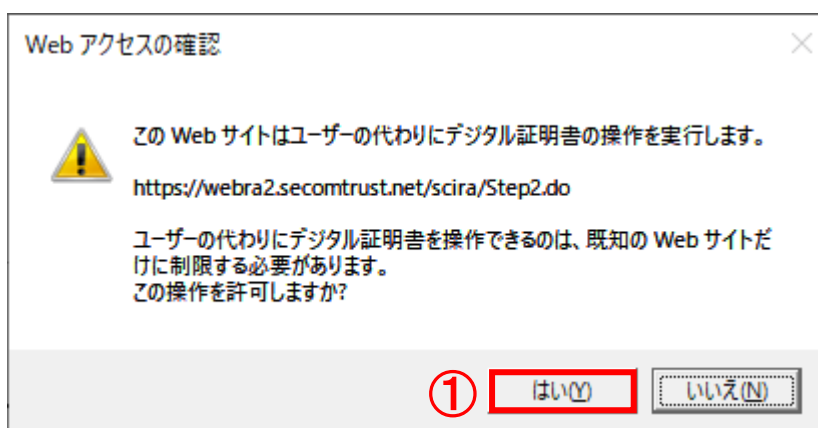 Web アクセスの確認
この Web サイトはユーザーの代わりにデジタル証明書の操作を実行します。
https://webra2.secomtrust.net/scira/Step2.do
ユーザーの代わりにデジタル証明書を操作できるのは、既知の Web サイトだ
けに制限する必要があります。
この操作を許可しますか?
① はい(Y) いいえ(N)